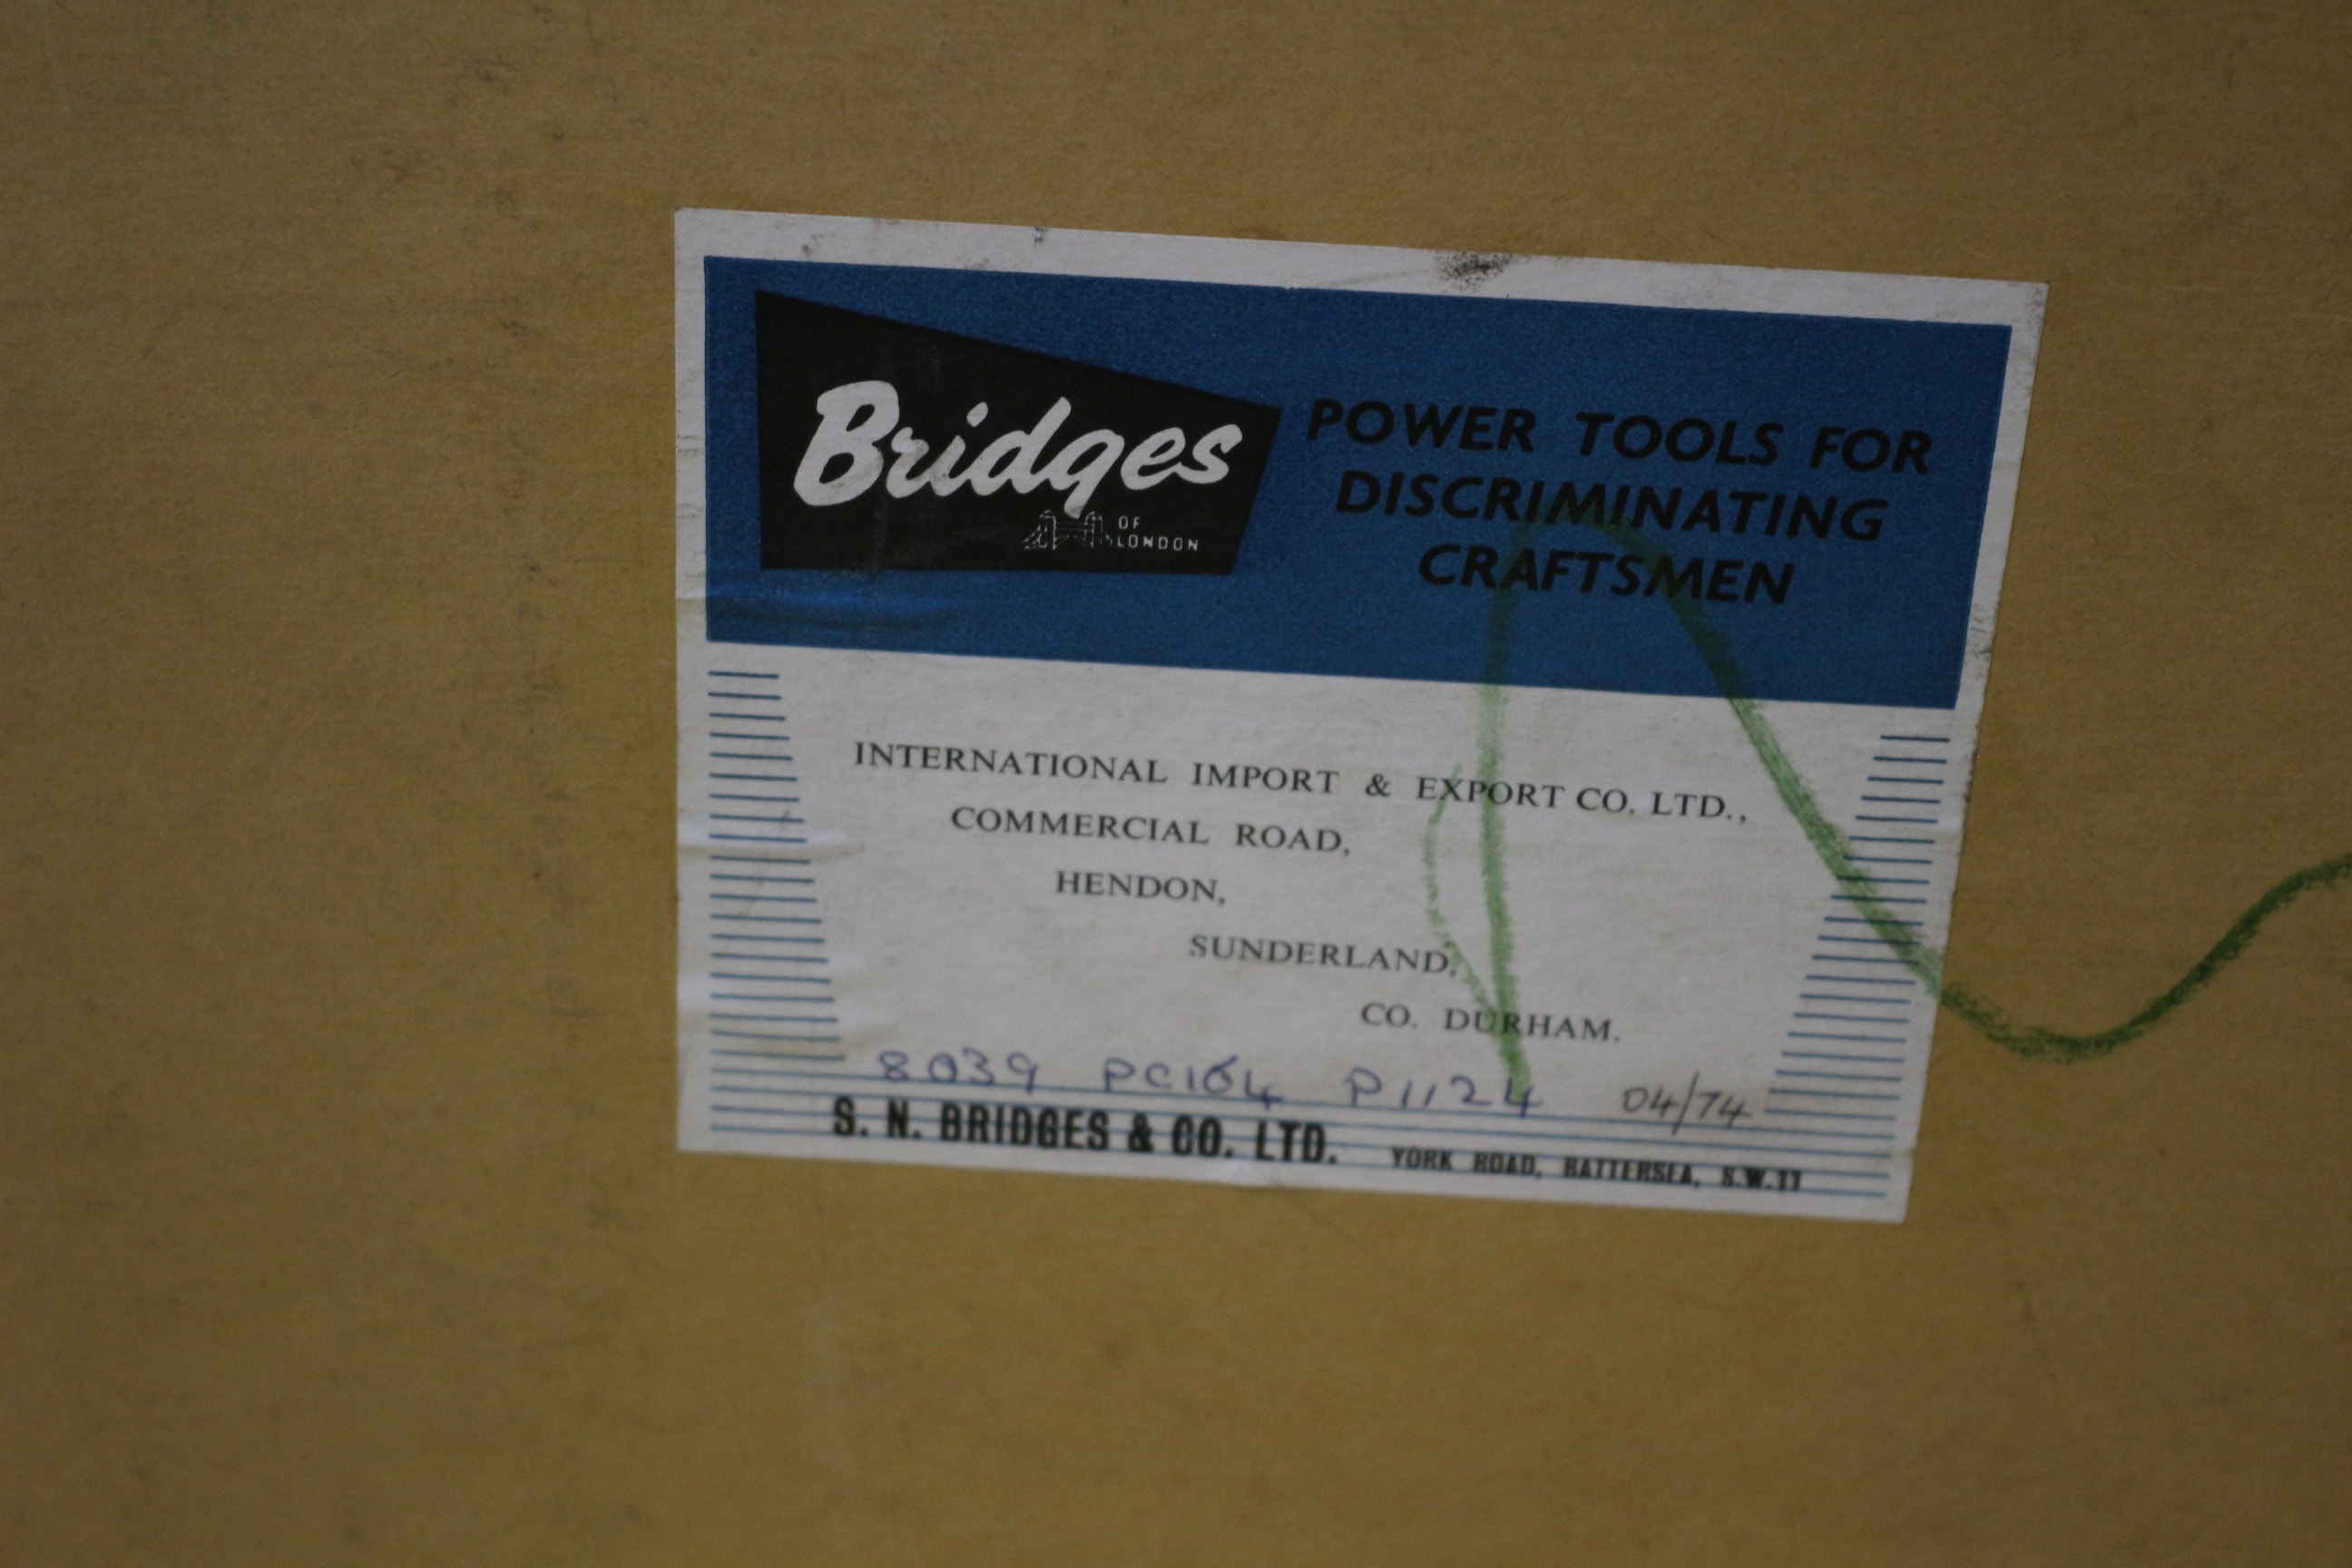 Bridges
OF
LONDON
POWER TOOLS FOR
DISCRIMINATING
CRAFTSMEN
INTERNATIONAL IMPORT & EXPORT CO. LTD.,
COMMERCIAL ROAD,
HENDON,
SUNDERLAND,
CO. DURHAM.
8039 PC164 P1124 04/74
S. N. BRIDGES & CO. LTD. YORK ROAD, BATTERSEA, S.W.11